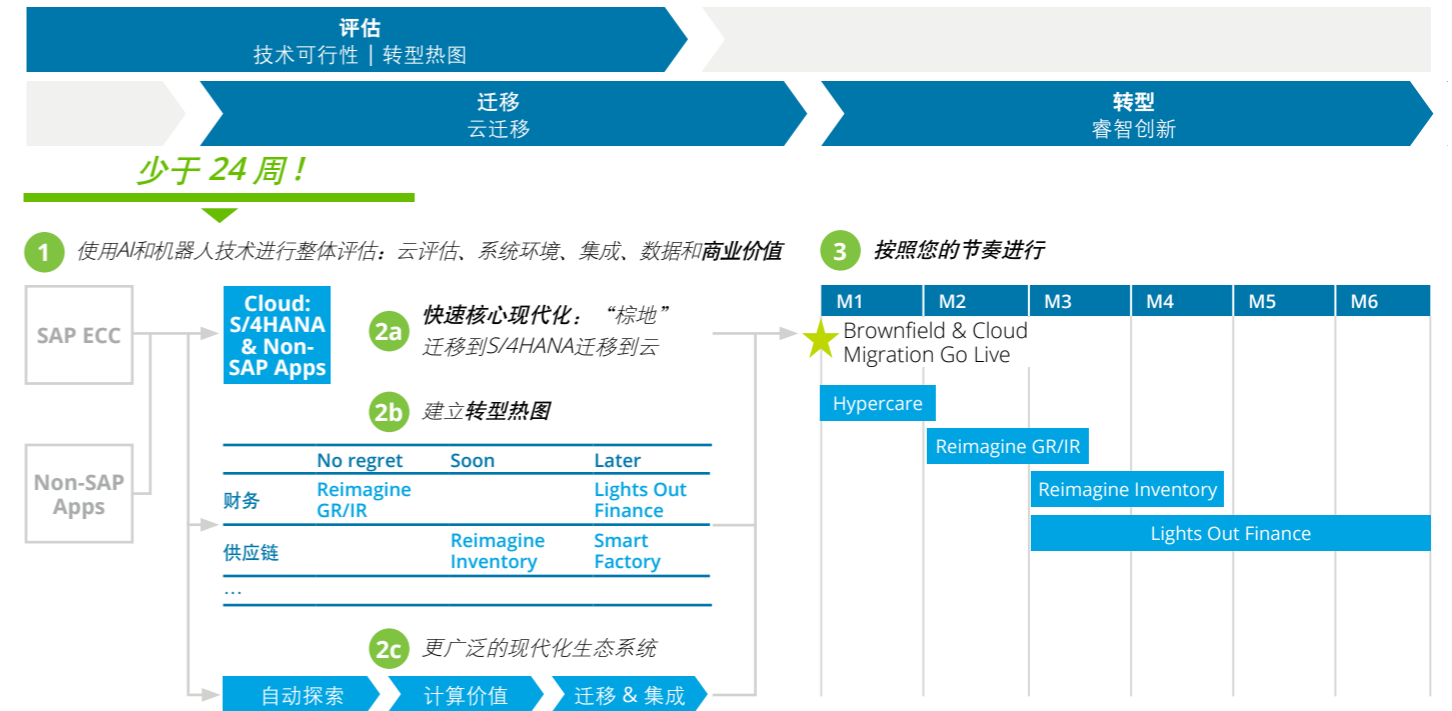 评估
技术可行性 | 转型热图
迁移
云迁移
转型
睿智创新
少于 24 周！
1 使用AI和机器人技术进行整体评估：云评估、系统环境、集成、数据和商业价值
SAP ECC
Non-SAP
Apps
Cloud:
S/4HANA
& Non-
SAP Apps
2a 快速核心现代化：“棕地”
迁移到S/4HANA迁移到云
2b 建立转型热图
No regret Soon Later
财务 Reimagine Lights Out
GR/IR Finance
供应链 Reimagine Smart
Inventory Factory
…
2c 更广泛的现代化生态系统
自动探索 计算价值 迁移 & 集成
3 按照您的节奏进行
M1 M2 M3 M4 M5 M6
Brownfield & Cloud
Migration Go Live
Hypercare
Reimagine GR/IR
Reimagine Inventory
Lights Out Finance